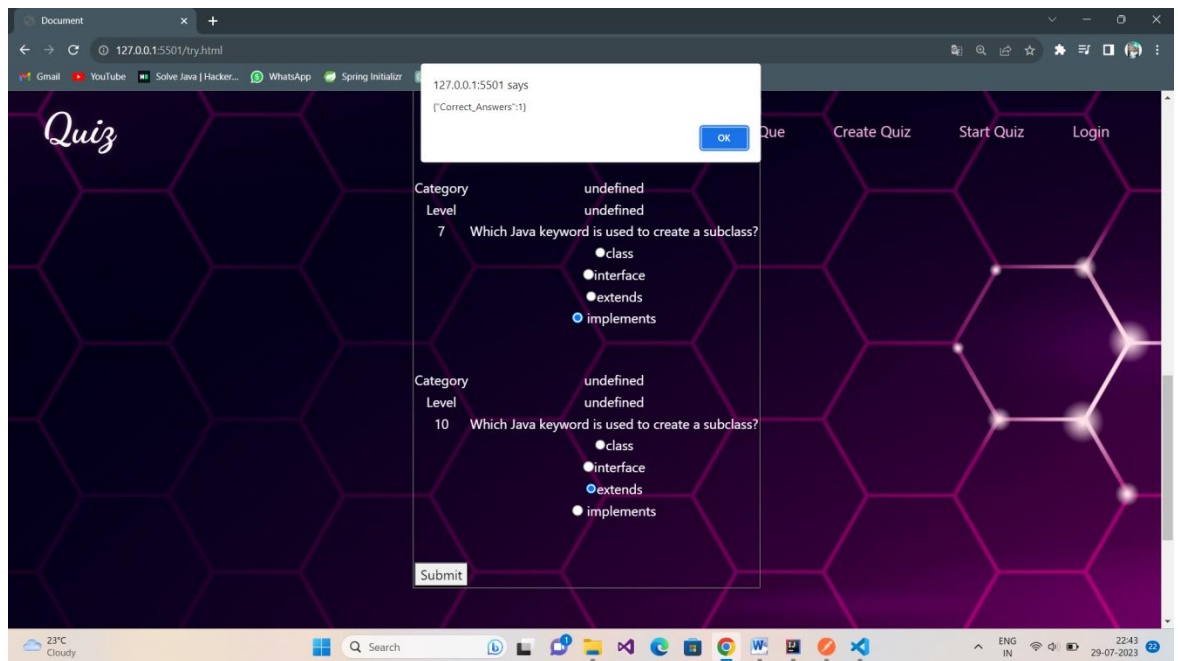 Document
127.0.0.1:5501/try.html
Gmail YouTube Solve Java | Hacker... WhatsApp Spring Initializr
127.0.0.1:5501 says
{"Correct_Answers":1}
OK
Quiz Que Create Quiz Start Quiz Login
Category undefined
Level undefined
7 Which Java keyword is used to create a subclass?
class
interface
extends
implements
Category undefined
Level undefined
10 Which Java keyword is used to create a subclass?
class
interface
extends
implements
Submit
23°C
Cloudy
Search
ENG
IN
22:43
29-07-2023
22